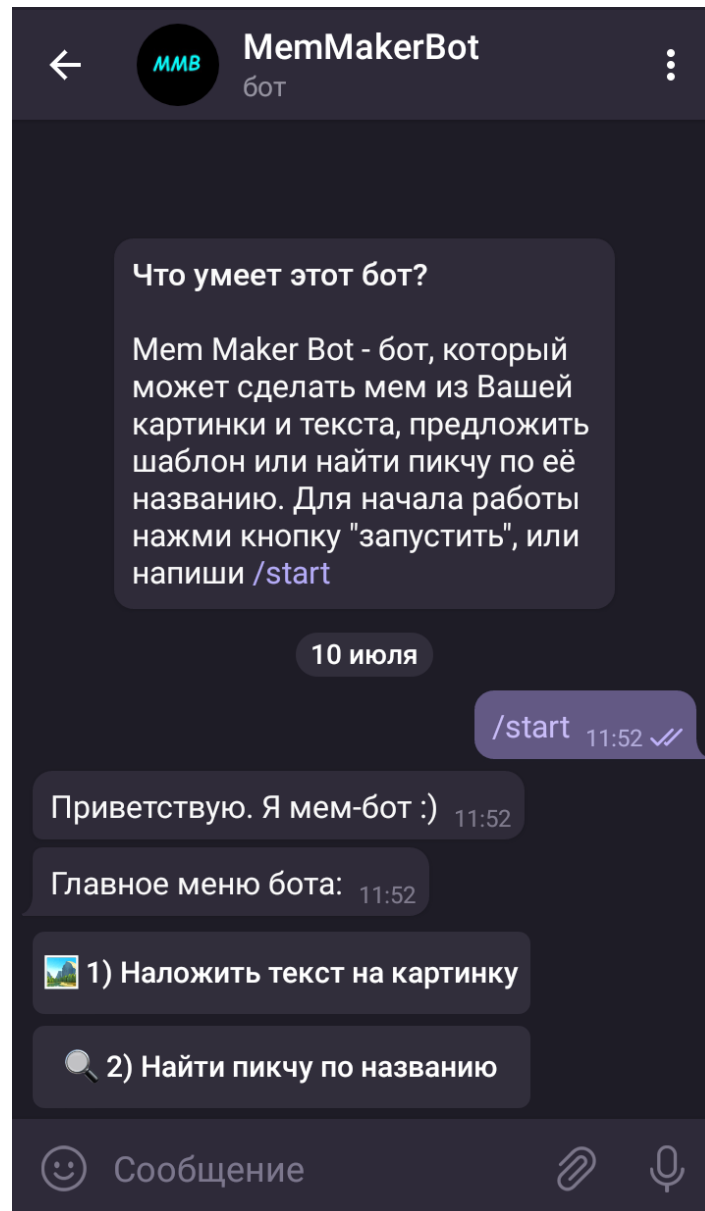 MMB
MemMakerBot
бот
Что умеет этот бот?
Mem Maker Bot - бот, который
может сделать мем из Вашей
картинки и текста, предложить
шаблон или найти пикчу по её
названию. Для начала работы
нажми кнопку "запустить", или
напиши /start
10 июля
/start 11:52
Приветствую. Я мем-бот :) 11:52
Главное меню бота: 11:52
1) Наложить текст на картинку
2) Найти пикчу по названию
Сообщение